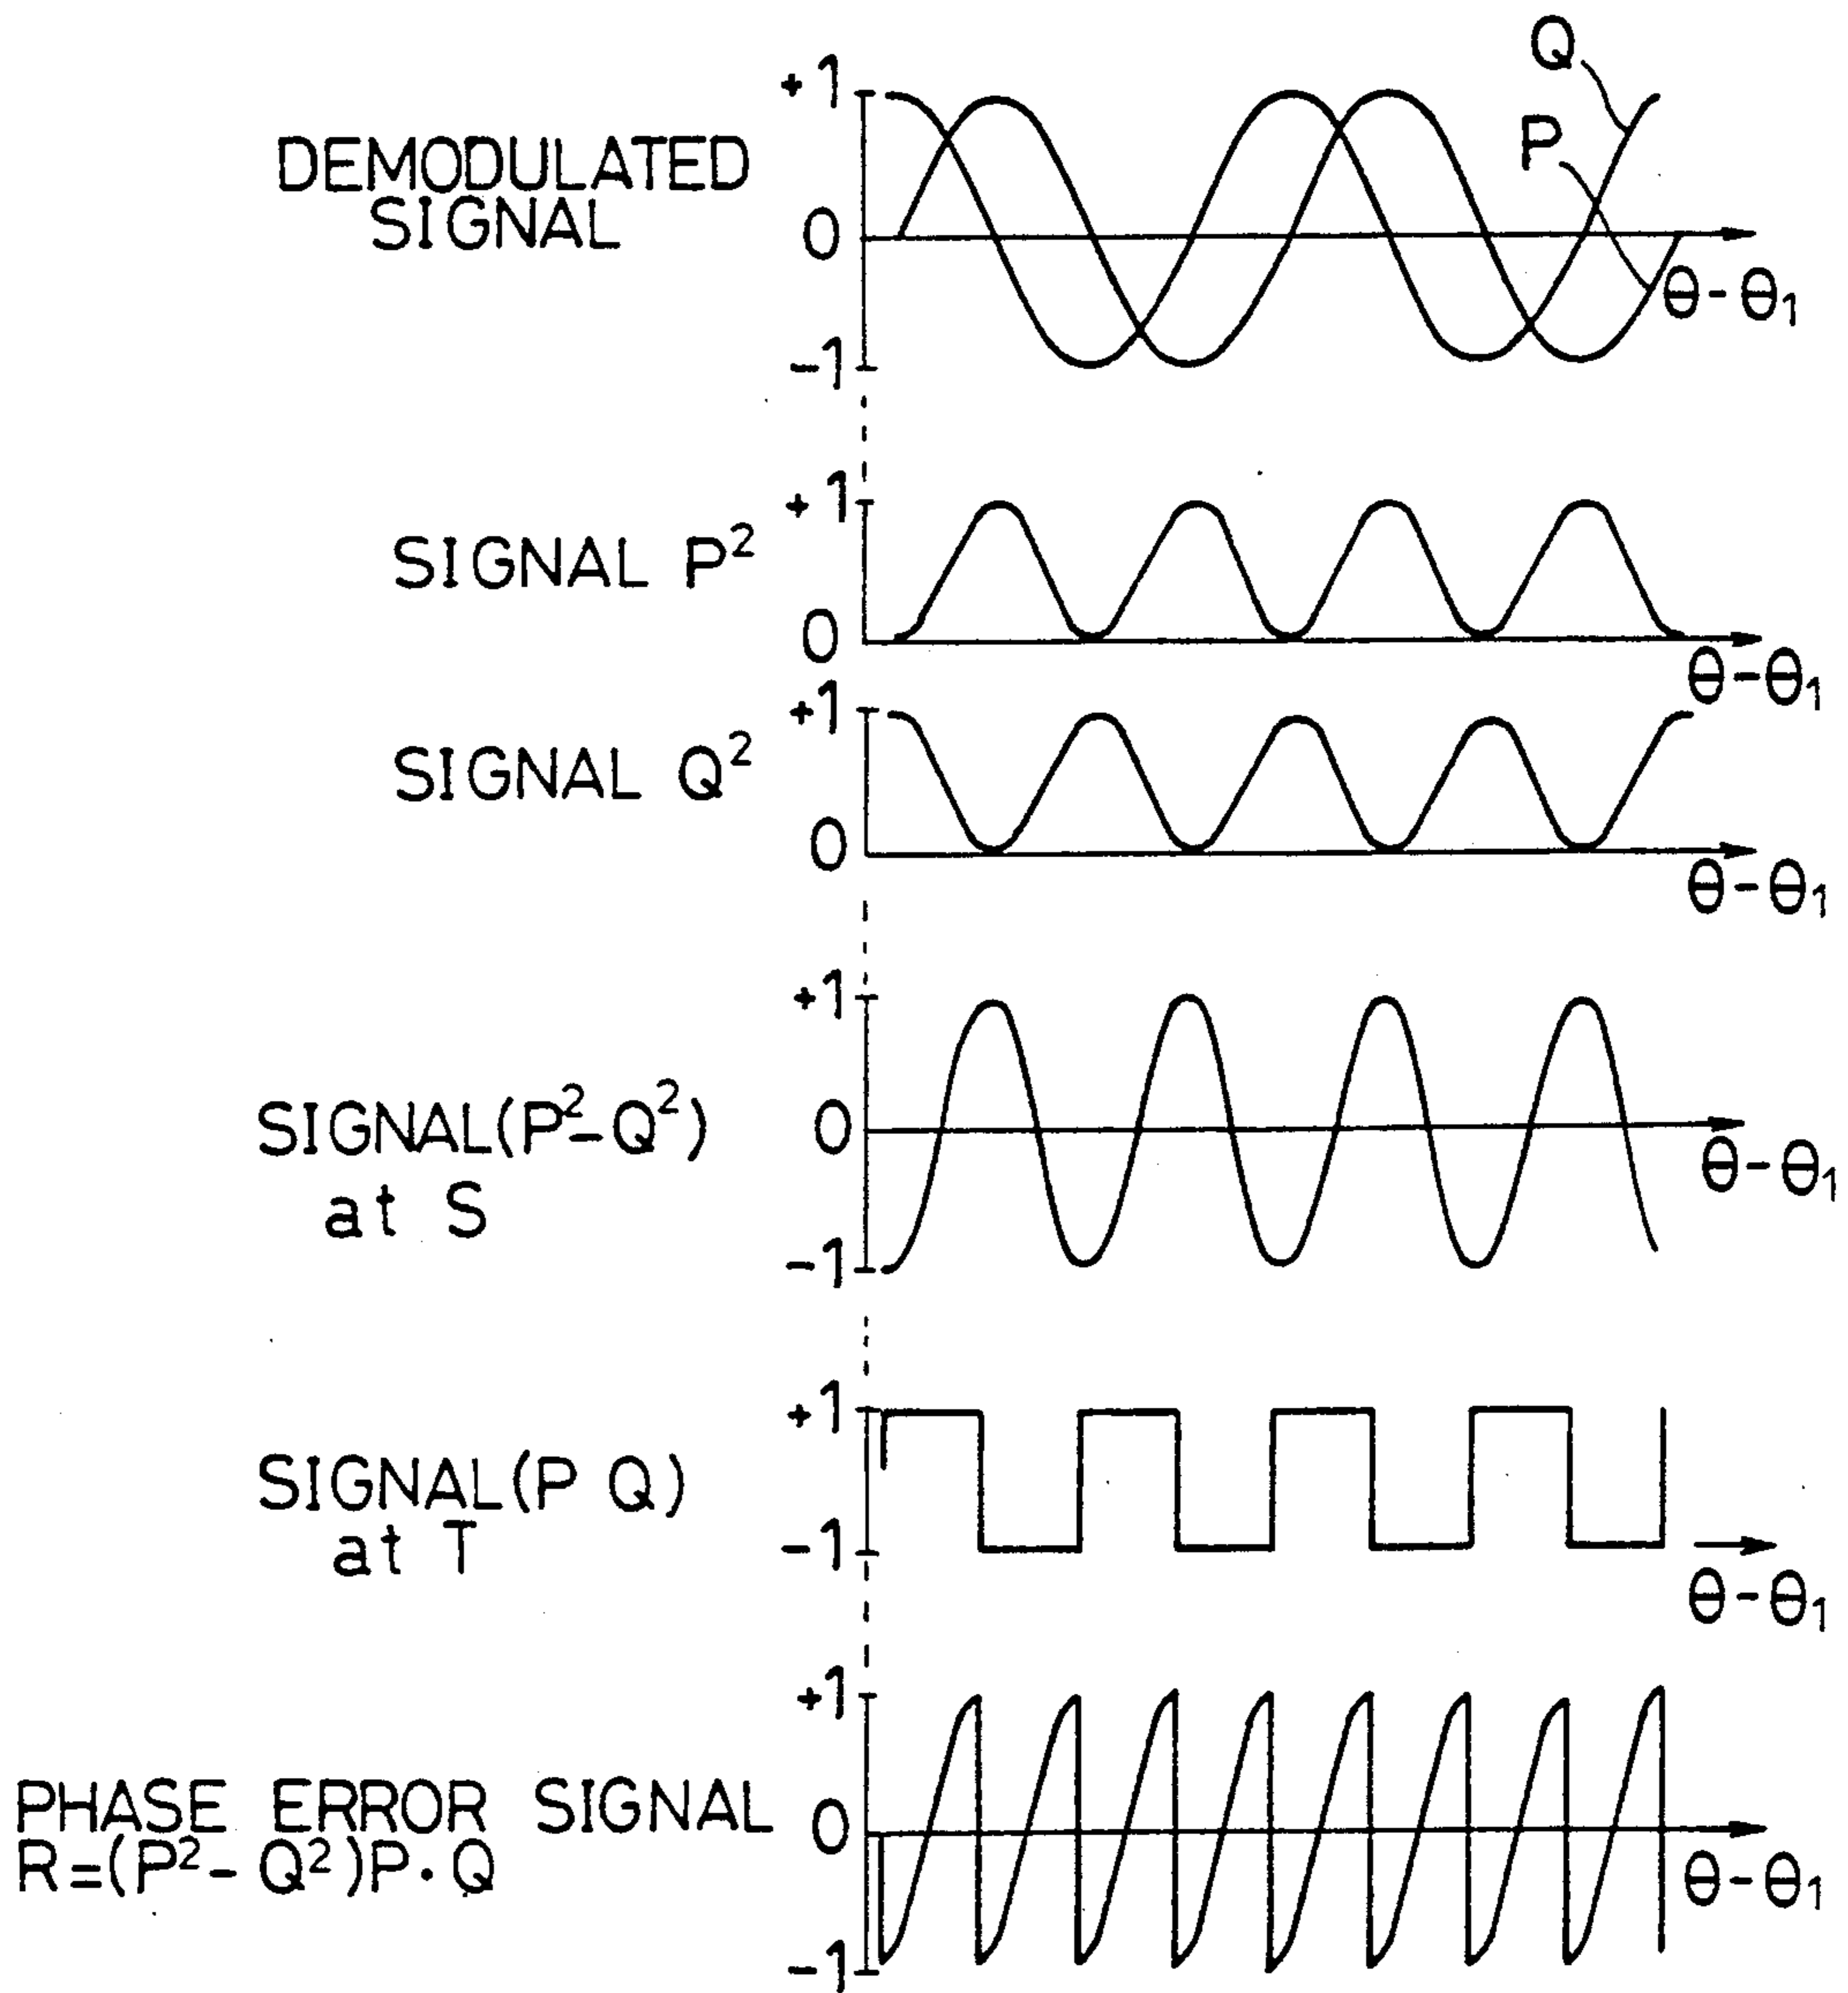 Q
+1
P
DEMODULATED
SIGNAL
0
θ-θ1
-1
+1
SIGNAL P²
0
θ-θ1
+1
SIGNAL Q²
0
θ-θ1
+1
SIGNAL(P²-Q²)
0
θ-θ1
at S
-1
+1
SIGNAL(P Q)
at T
-1
θ-θ1
+1
PHASE ERROR SIGNAL
0
R=(P²-Q²)P·Q
θ-θ1
-1